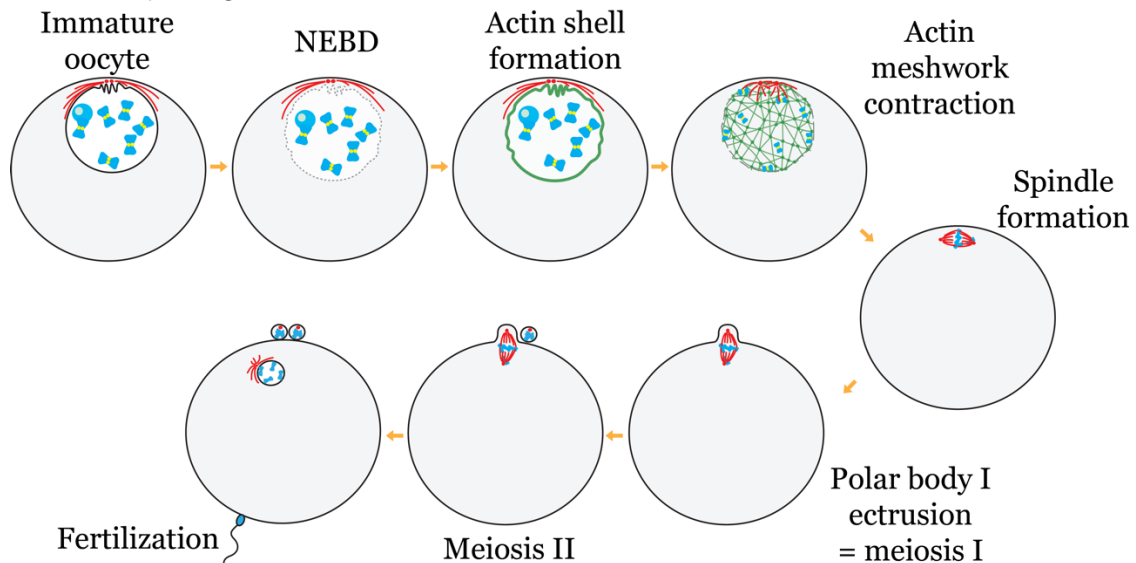 Immature
oocyte
NEBD
Actin shell
formation
Actin
meshwork
contraction
Spindle
formation
Polar body I
ectrusion
= meiosis I
Meiosis II
Fertilization